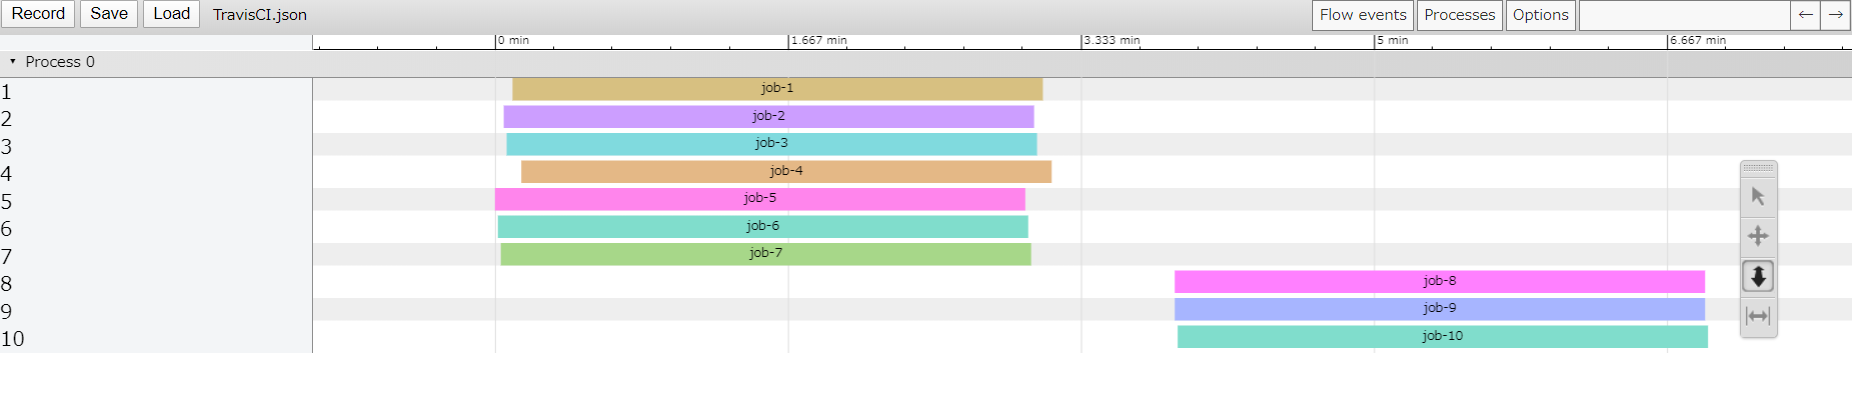 Record Save Load TravisCI.json Flow events Processes Options ← →
0 min 1.667 min 3.333 min 5 min 6.667 min
▾ Process 0
1 job-1
2 job-2
3 job-3
4 job-4
5 job-5
6 job-6
7 job-7
8 job-8
9 job-9
10 job-10